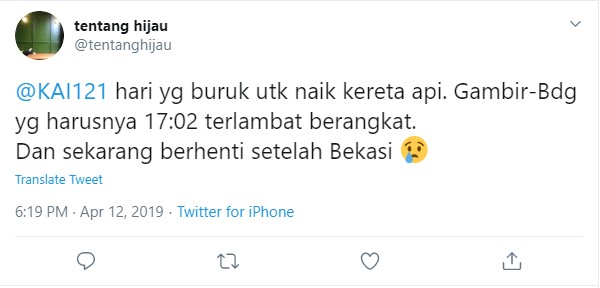 tentang hijau
@tentanghijau
@KAI121 hari yg buruk utk naik kereta api. Gambir-Bdg
yg harusnya 17:02 terlambat berangkat.
Dan sekarang berhenti setelah Bekasi 😢
Translate Tweet
6:19 PM · Apr 12, 2019 · Twitter for iPhone